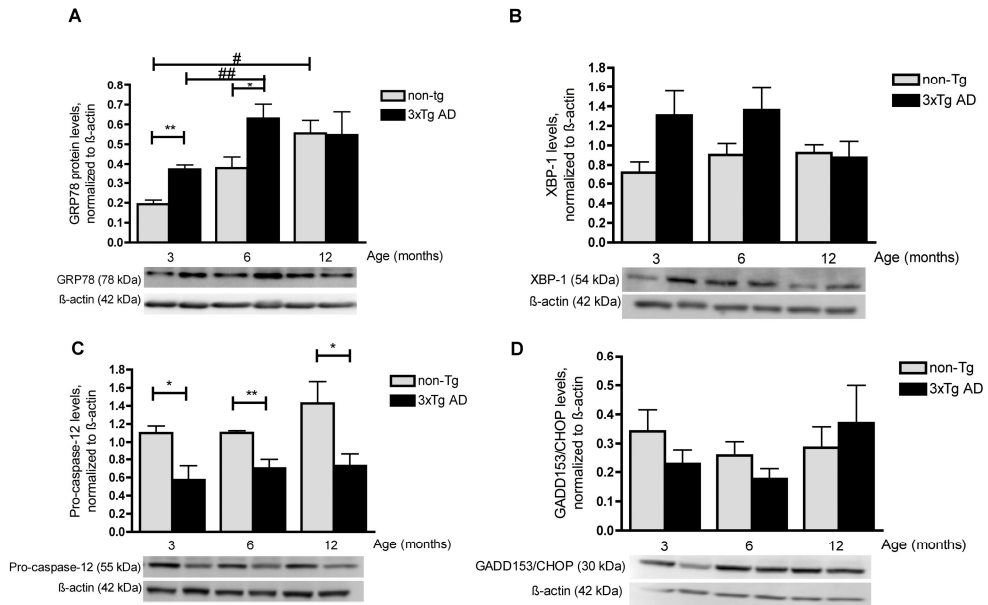 A
#
##
*
**
0.8
0.7
0.6
0.5
0.4
0.3
0.2
0.1
0.0
GRP78 protein levels,
normalized to ß-actin
non-tg
3xTg AD
3 6 12 Age (months)
GRP78 (78 kDa)
ß-actin (42 kDa)
B
1.8
1.6
1.4
1.2
1.0
0.8
1.6
1.4
1.2
0.0
XBP-1 levels,
normalized to ß-actin
non-Tg
3xTg AD
3 6 12 Age (months)
XBP-1 (54 kDa)
ß-actin (42 kDa)
C
*
**
*
1.8
1.6
1.4
1.2
1.0
0.8
1.6
1.4
1.2
0.0
Pro-caspase-12 levels,
normalized to ß-actin
non-Tg
3xTg AD
3 6 12 Age (months)
Pro-caspase-12 (55 kDa)
ß-actin (42 kDa)
D
0.6
0.5
0.4
0.3
0.2
0.1
0.0
GADD153/CHOP levels,
normalized to ß-actin
non-Tg
3xTg AD
3 6 12 Age (months)
GADD153/CHOP (30 kDa)
ß-actin (42 kDa)